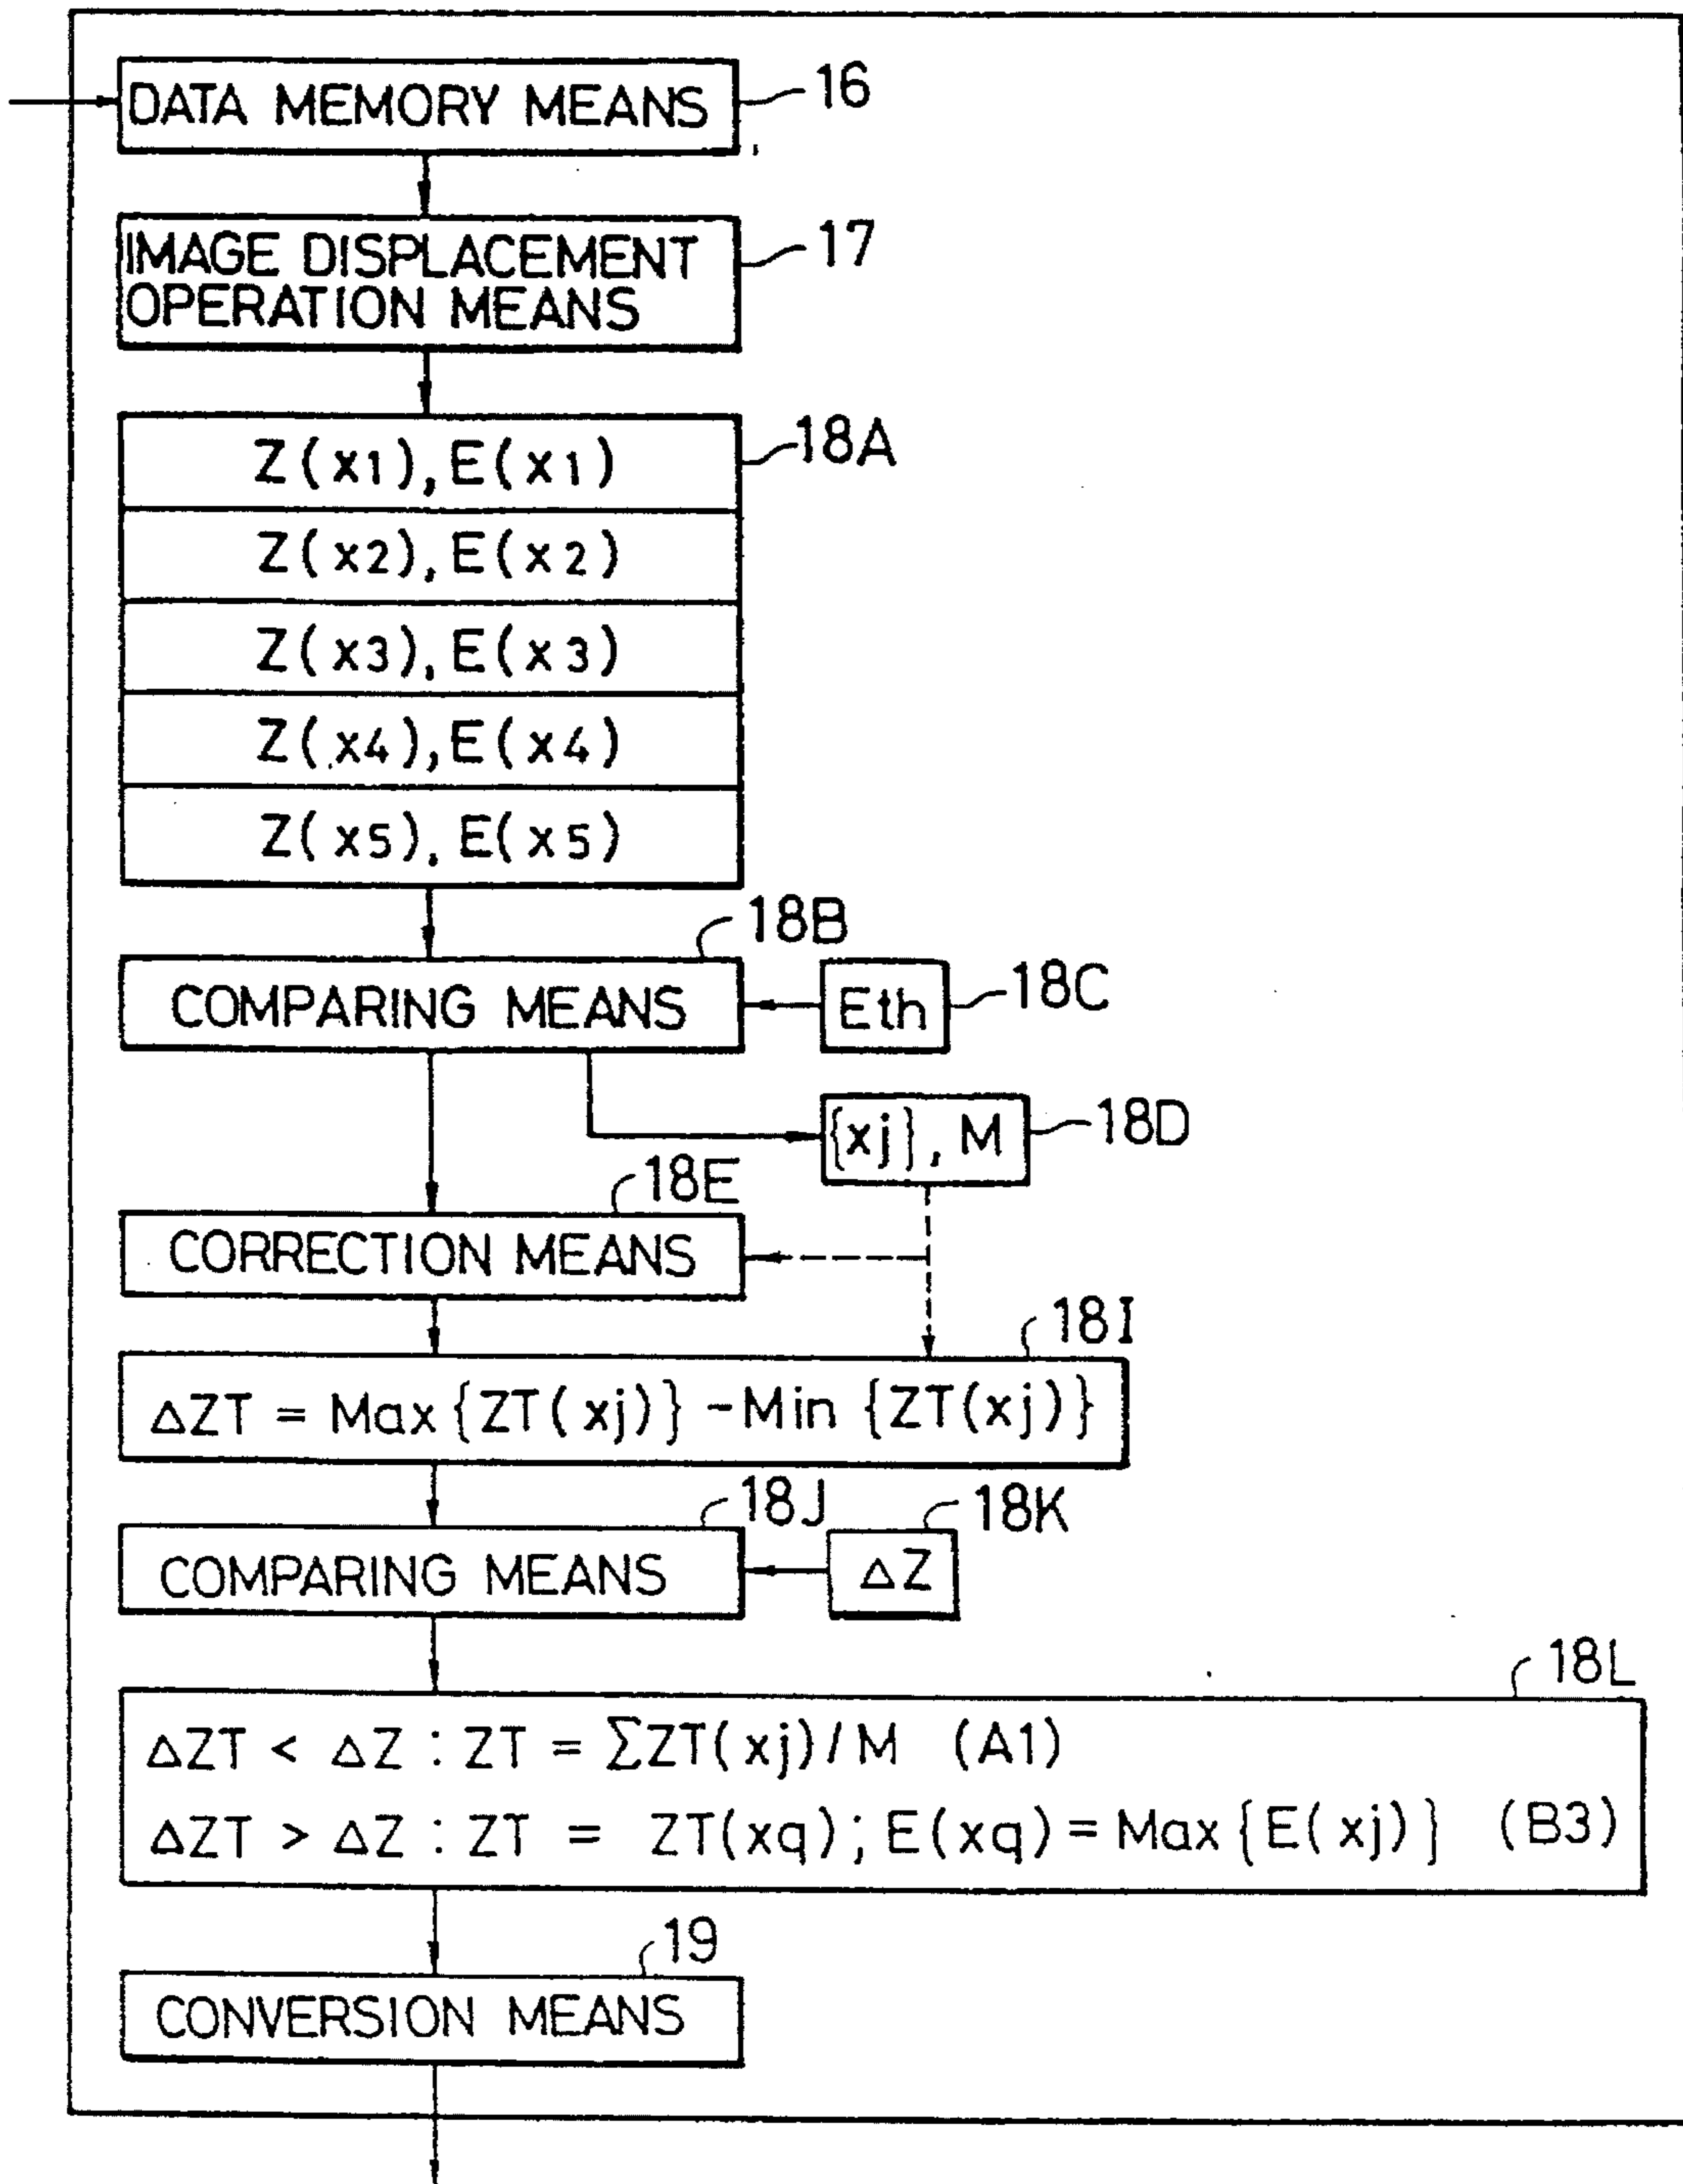 DATA MEMORY MEANS
16
IMAGE DISPLACEMENT
OPERATION MEANS
17
Z(x1), E(x1)
18A
Z(x2), E(x2)
Z(x3), E(x3)
Z(x4), E(x4)
Z(x5), E(x5)
18B
COMPARING MEANS
Eth
18C
{xj}, M
18D
18E
CORRECTION MEANS
18I
ΔZT = Max {ZT(xj)} - Min {ZT(xj)}
18J
18K
COMPARING MEANS
ΔZ
18L
ΔZT < ΔZ : ZT = ΣZT(xj)/M (A1)
ΔZT > ΔZ : ZT = ZT(xq); E(xq) = Max {E(xj)} (B3)
19
CONVERSION MEANS